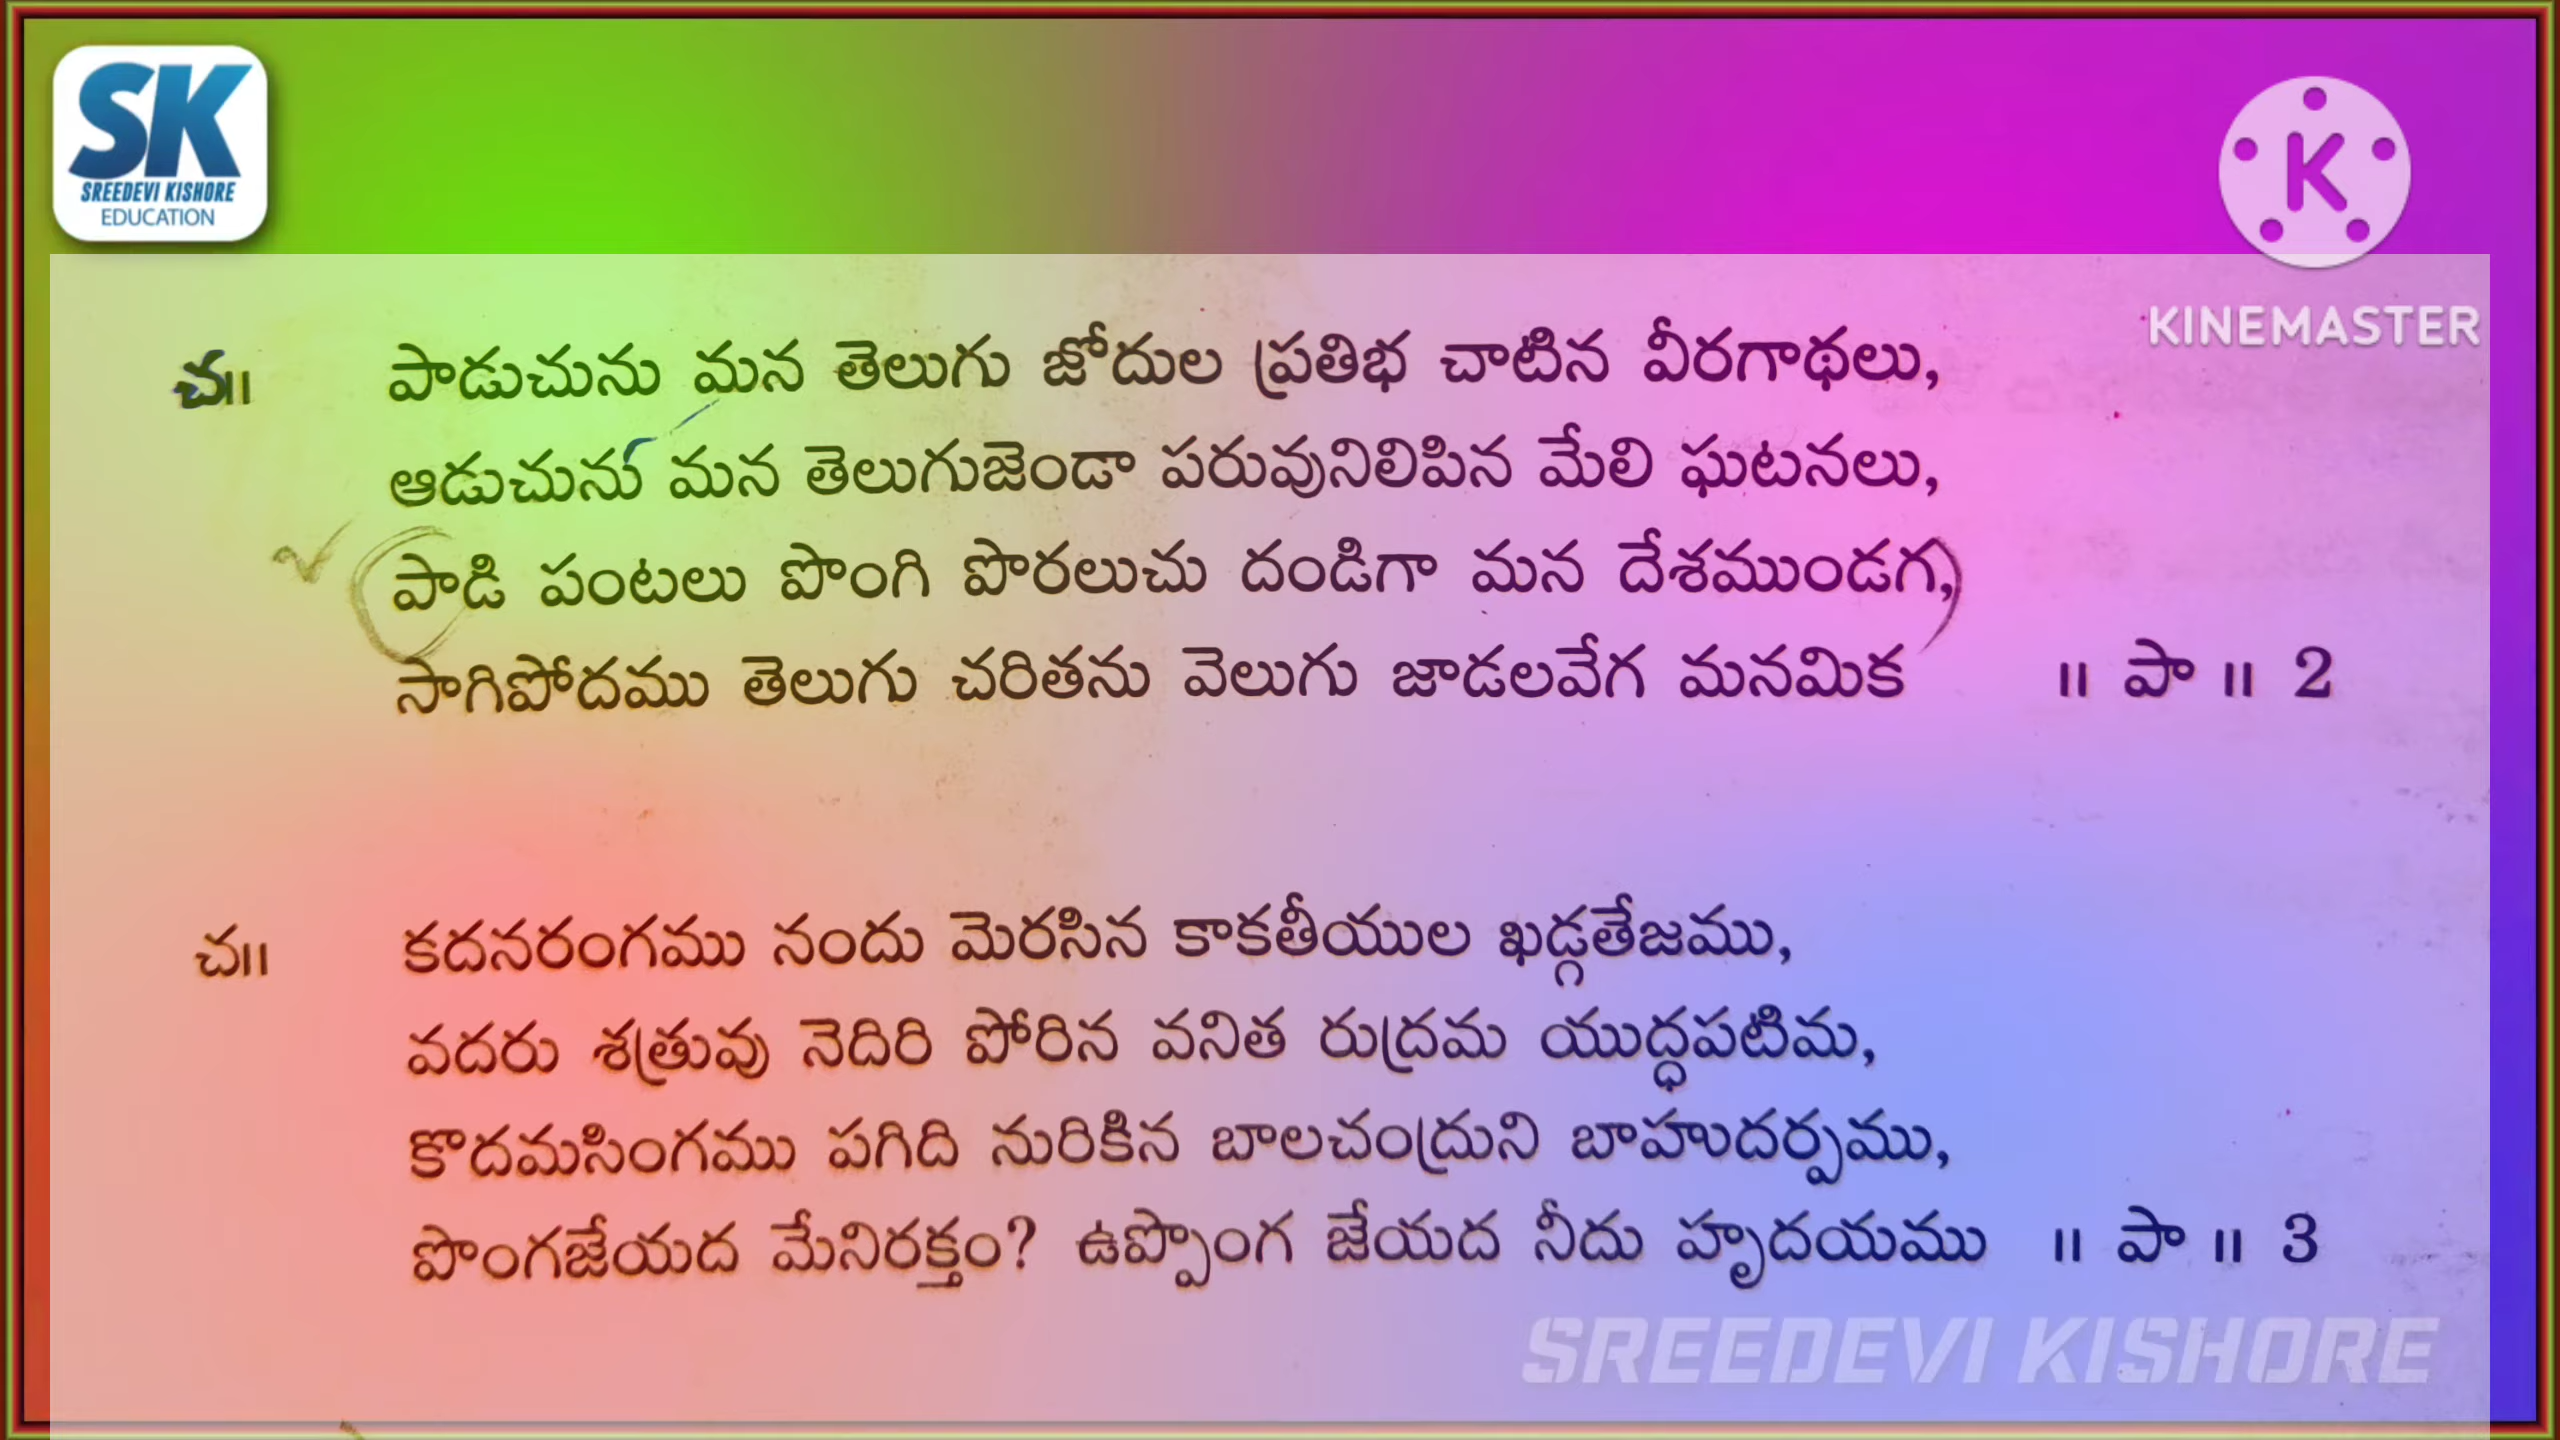 SK
SREEDEVI KISHORE
EDUCATION
K
KINEMASTER
చ॥ పాడుచును మన తెలుగు జోదుల ప్రతిభ చాటిన వీరగాథలు,
ఆడుచును మన తెలుగుజెండా పరువునిలిపిన మేలి ఘటనలు,
పాడి పంటలు పొంగి పొరలుచు దండిగా మన దేశముండగ,
సాగిపోదము తెలుగు చరితను వెలుగు జాడలవేగ మనమిక ॥ పా ॥ 2
చ॥ కదనరంగము నందు మెరసిన కాకతీయుల ఖడ్గతేజము,
వదరు శత్రువు నెదిరి పోరిన వనిత రుద్రమ యుద్ధపటిమ,
కొదమసింగము పగిది నురికిన బాలచంద్రుని బాహుదర్పము,
పొంగజేయద మేనిరక్తం? ఉప్పొంగ జేయద నీదు హృదయము ॥ పా ॥ 3
SREEDEVI KISHORE